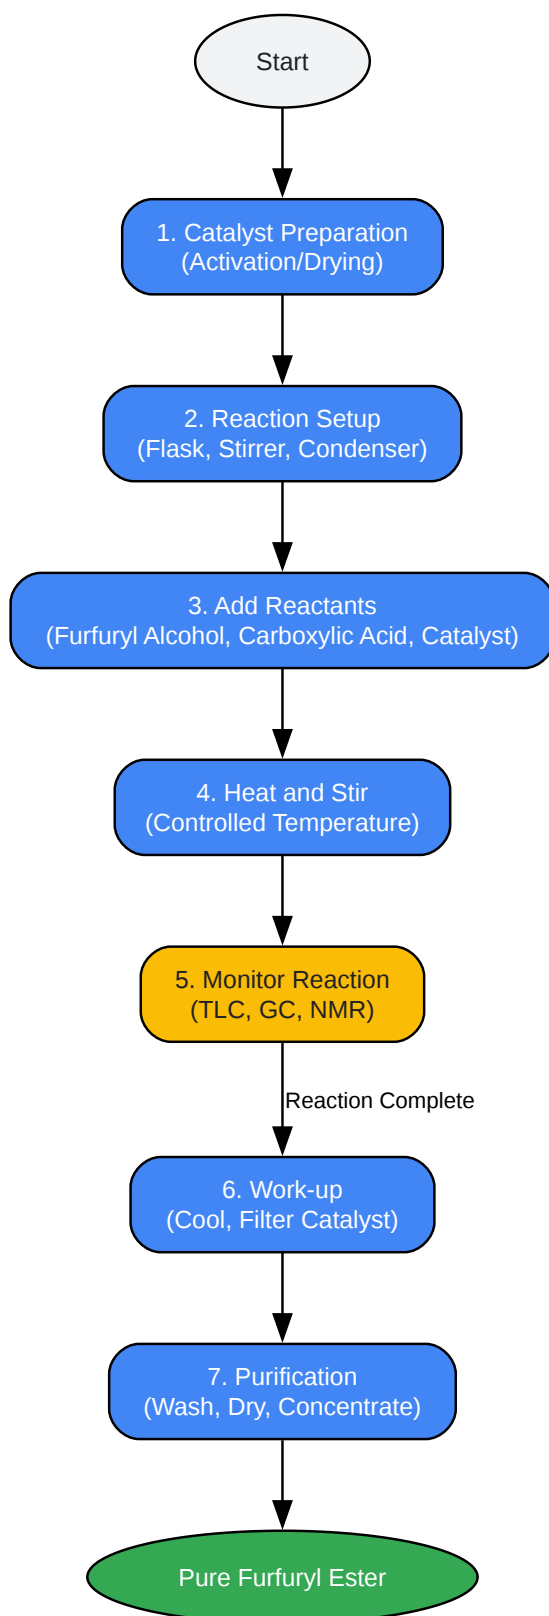 Start
1. Catalyst Preparation
(Activation/Drying)
2. Reaction Setup
(Flask, Stirrer, Condenser)
3. Add Reactants
(Furfuryl Alcohol, Carboxylic Acid, Catalyst)
4. Heat and Stir
(Controlled Temperature)
5. Monitor Reaction
(TLC, GC, NMR)
Reaction Complete
6. Work-up
(Cool, Filter Catalyst)
7. Purification
(Wash, Dry, Concentrate)
Pure Furfuryl Ester